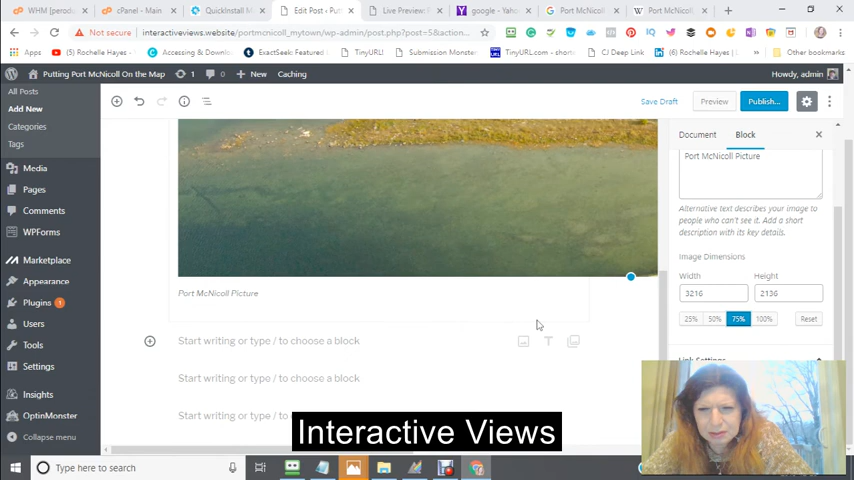 WHM [produ
cPanel - Main
QuickInstall M
Edit Post ‹ Putt
Live Preview:
google - Yaho
Port McNicoll
Port McNicoll
interactiveviews.website/portmcnicoll_mytown/wp-admin/post.php?post=5&action
Apps
Rochelle Hayes -
Accessing & Downl
ExactSeek: Featured
TinyURL!
Submission Monster
TinyURL.com - short
CJ Deep Link
(50) Rochelle Hayes
Other bookmarks
Putting Port McNicoll On the Map
1
0
New
Caching
Howdy, admin
All Posts
Add New
Categories
Tags
Media
Pages
Comments
WPForms
Marketplace
Appearance
Plugins 1
Users
Tools
Settings
Insights
OptinMonster
Collapse menu
Save Draft
Preview
Publish...
Document
Block
Port McNicoll Picture
Alternative text describes your image to
people who can't see it. Add a short
description with its key details.
Image Dimensions
Width
Height
3216
2136
25%
50%
75%
100%
Reset
Link Settings
Port McNicoll Picture
Start writing or type / to choose a block
Start writing or type / to choose a block
Start writing or type / to
Interactive Views
Type here to search